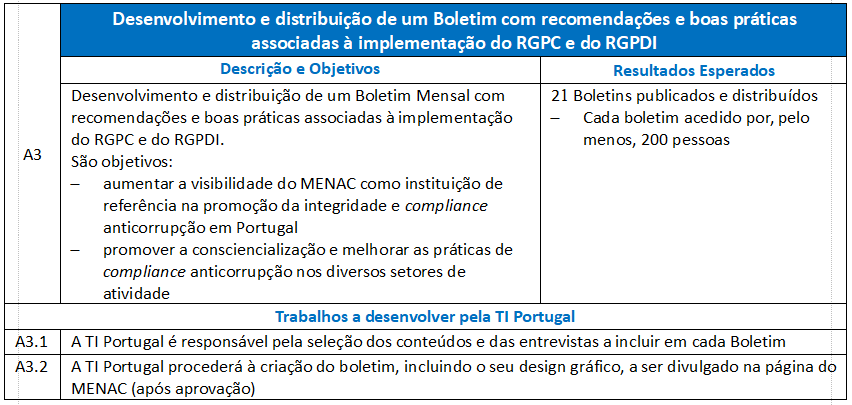 Desenvolvimento e distribuição de um Boletim com recomendações e boas práticas
associadas à implementação do RGPC e do RGPDI
Descrição e Objetivos
Resultados Esperados
A3
Desenvolvimento e distribuição de um Boletim Mensal com
recomendações e boas práticas associadas à implementação
do RGPC e do RGPDI.
São objetivos:
– aumentar a visibilidade do MENAC como instituição de
referência na promoção da integridade e compliance
anticorrupção em Portugal
– promover a consciencialização e melhorar as práticas de
compliance anticorrupção nos diversos setores de
atividade
21 Boletins publicados e distribuídos
– Cada boletim acedido por, pelo
menos, 200 pessoas
Trabalhos a desenvolver pela TI Portugal
A3.1 A TI Portugal é responsável pela seleção dos conteúdos e das entrevistas a incluir em cada Boletim
A3.2 A TI Portugal procederá à criação do boletim, incluindo o seu design gráfico, a ser divulgado na página do
MENAC (após aprovação)